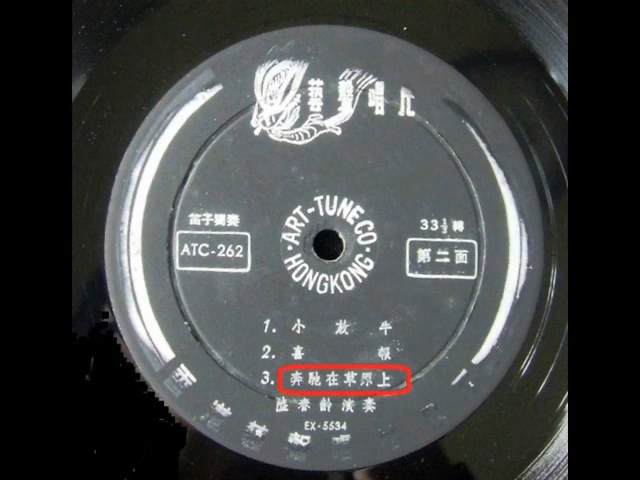 藝聲唱片
笛子獨奏
ATC-262
33⅓轉
第二面
·ART-TUNE CO·HONGKONG
1. 小放牛
2. 喜報
3. 奔馳在草原上
陸春齡演奏
EX-5534